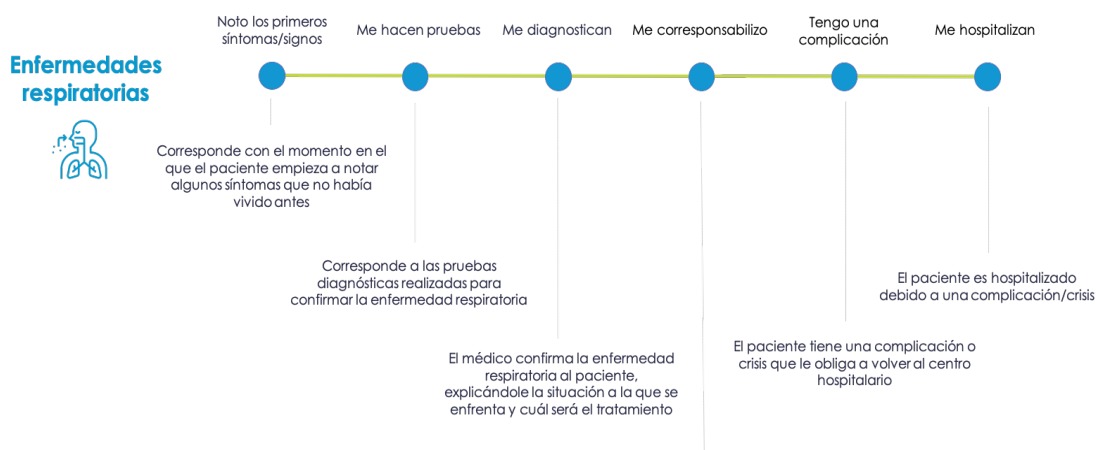 Enfermedades
respiratorias
Noto los primeros
síntomas/signos
Me hacen pruebas
Me diagnostican
Me corresponsabilizo
Tengo una
complicación
Me hospitalizan
Corresponde con el momento en el
que el paciente empieza a notar
algunos síntomas que no había
vivido antes
Corresponde a las pruebas
diagnósticas realizadas para
confirmar la enfermedad respiratoria
El médico confirma la enfermedad
respiratoria al paciente,
explicándole la situación a la que se
enfrenta y cuál será el tratamiento
El paciente tiene una complicación o
crisis que le obliga a volver al centro
hospitalario
El paciente es hospitalizado
debido a una complicación/crisis